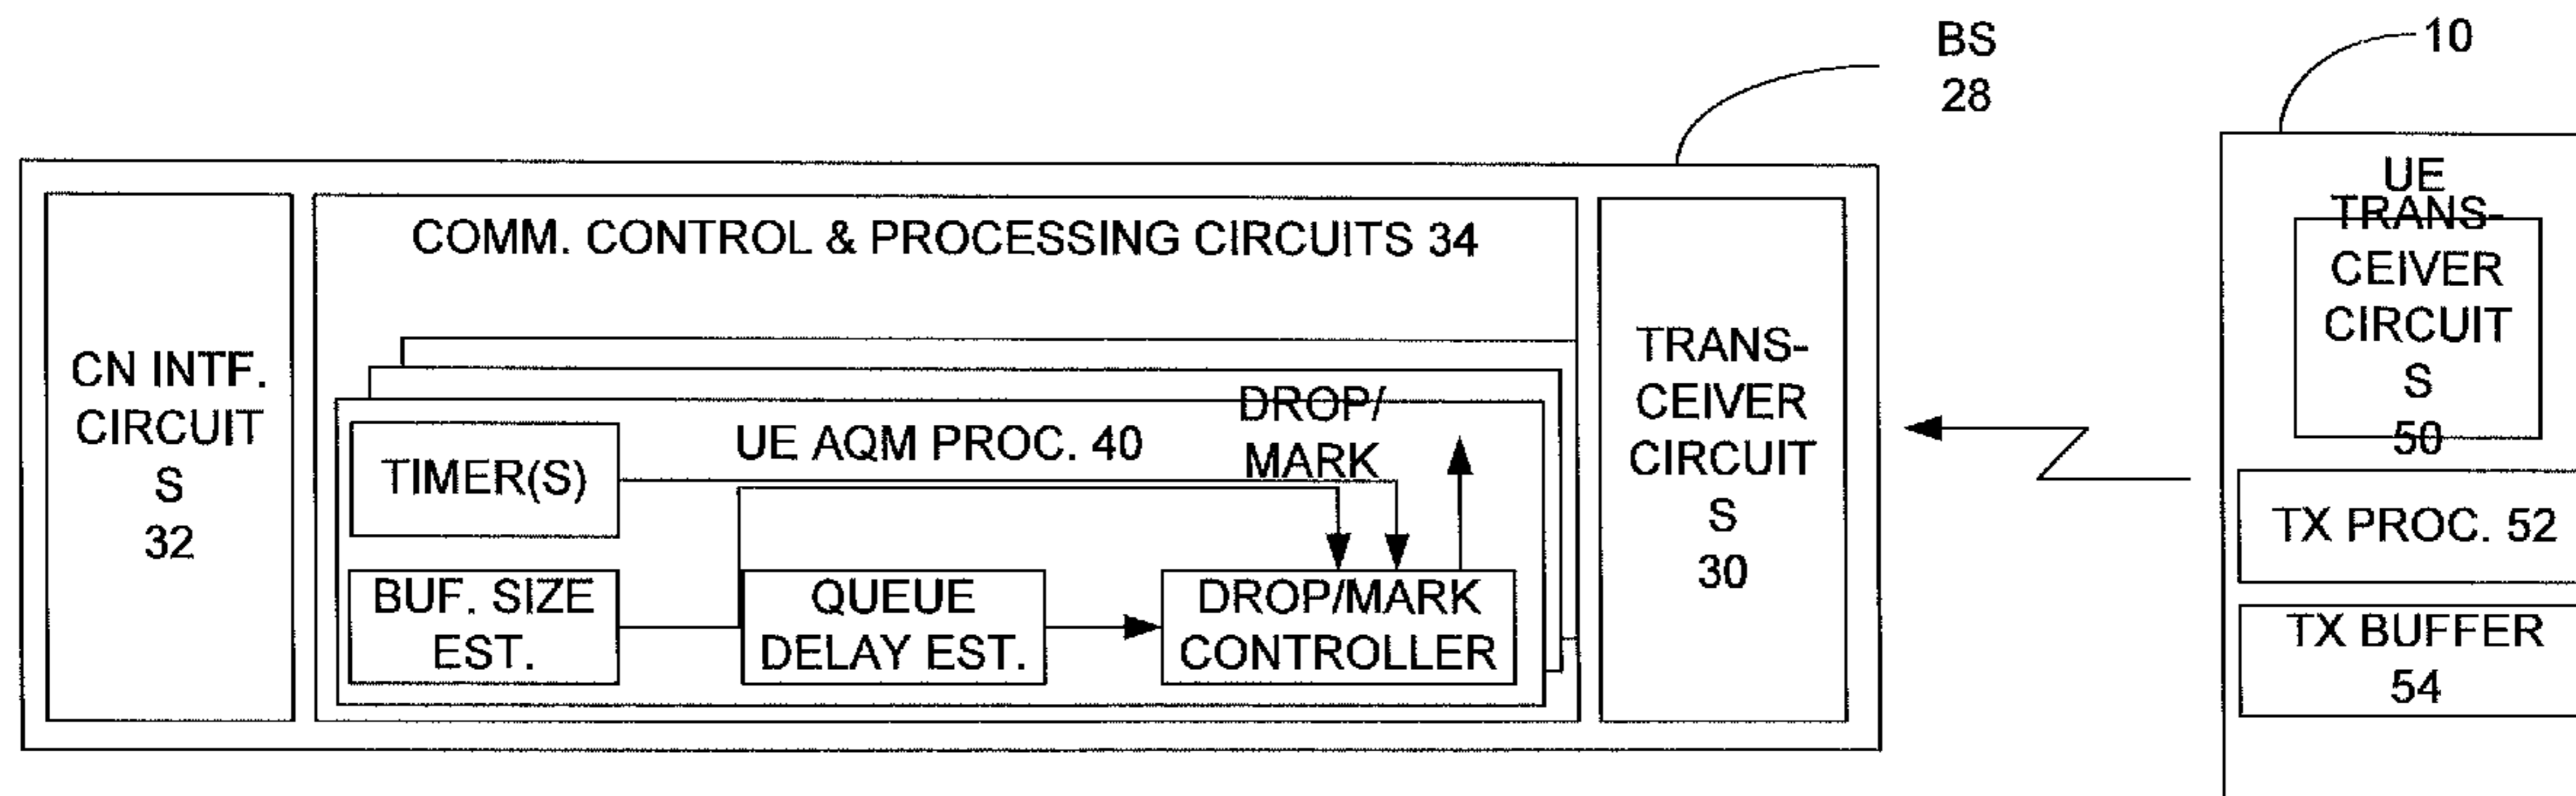 BS
28
10
CN INTF.
CIRCUIT
S
32
COMM. CONTROL & PROCESSING CIRCUITS 34
UE AQM PROC. 40
DROP/
MARK
TIMER(S)
BUF. SIZE
EST.
QUEUE
DELAY EST.
DROP/MARK
CONTROLLER
TRANS-
CEIVER
CIRCUIT
S
30
UE
TRANS-
CEIVER
CIRCUIT
S
50
TX PROC. 52
TX BUFFER
54